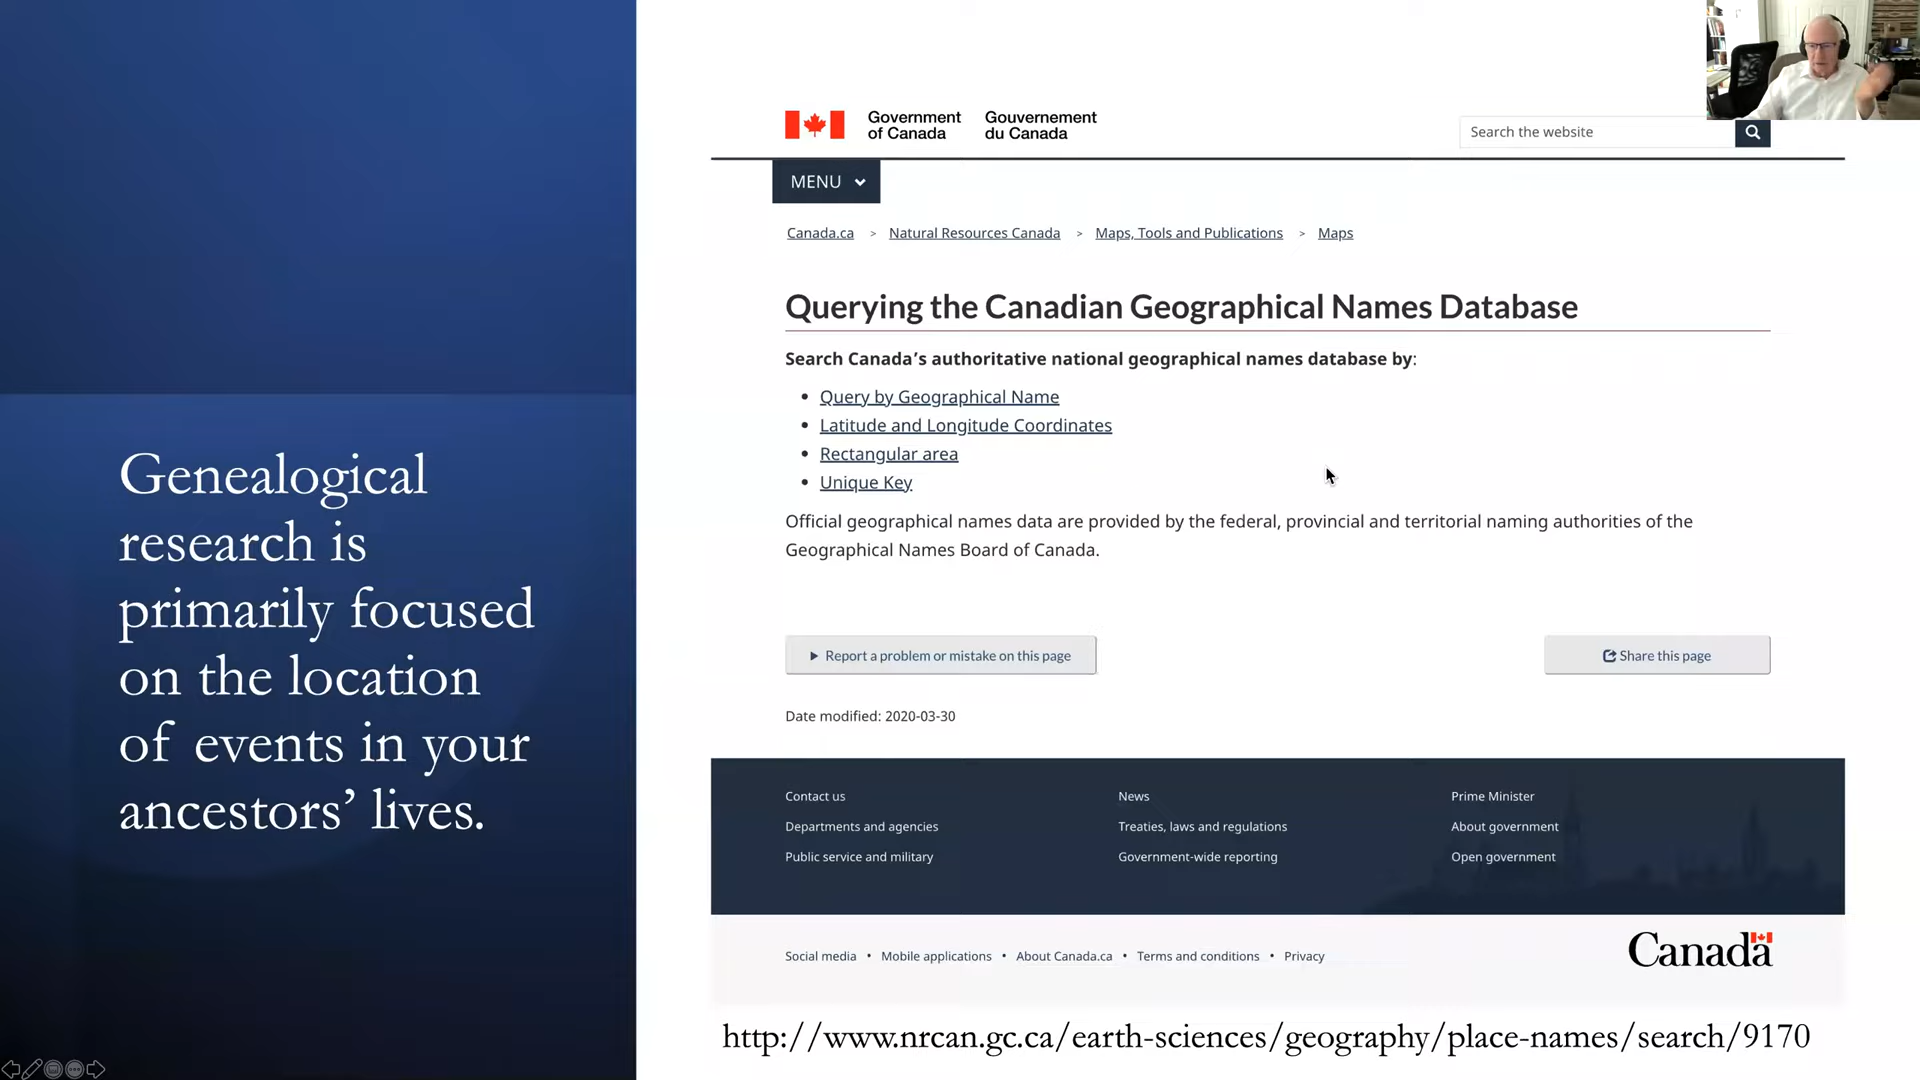 Genealogical
research is
primarily focused
on the location
of events in your
ancestors’ lives.
Government
of Canada
Gouvernement
du Canada
Search the website
MENU
Canada.ca > Natural Resources Canada > Maps, Tools and Publications > Maps
Querying the Canadian Geographical Names Database
Search Canada’s authoritative national geographical names database by:
• Query by Geographical Name
• Latitude and Longitude Coordinates
• Rectangular area
• Unique Key
Official geographical names data are provided by the federal, provincial and territorial naming authorities of the
Geographical Names Board of Canada.
Report a problem or mistake on this page
Share this page
Date modified: 2020-03-30
Contact us
Departments and agencies
Public service and military
News
Treaties, laws and regulations
Government-wide reporting
Prime Minister
About government
Open government
Social media • Mobile applications • About Canada.ca • Terms and conditions • Privacy
Canada
http://www.nrcan.gc.ca/earth-sciences/geography/place-names/search/9170